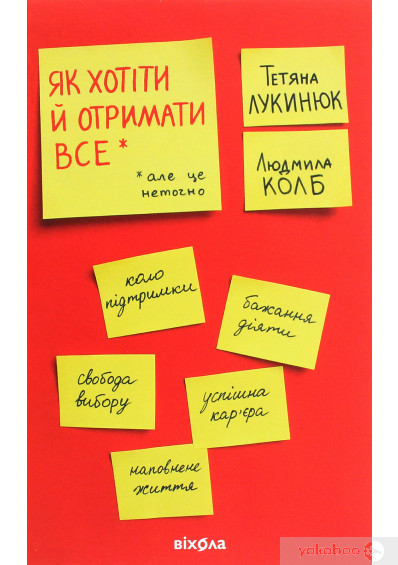 ЯК ХОТІТИ
Й ОТРИМАТИ
ВСЕ*
*але це
неточно
ТЕТЯНА
ЛУКИНЮК
ЛЮДМИЛА
КОЛБ
коло
підтримки
бажання
діяти
свобода
вибору
успішна
кар'єра
наповнене
життя
віхола
yakaboo